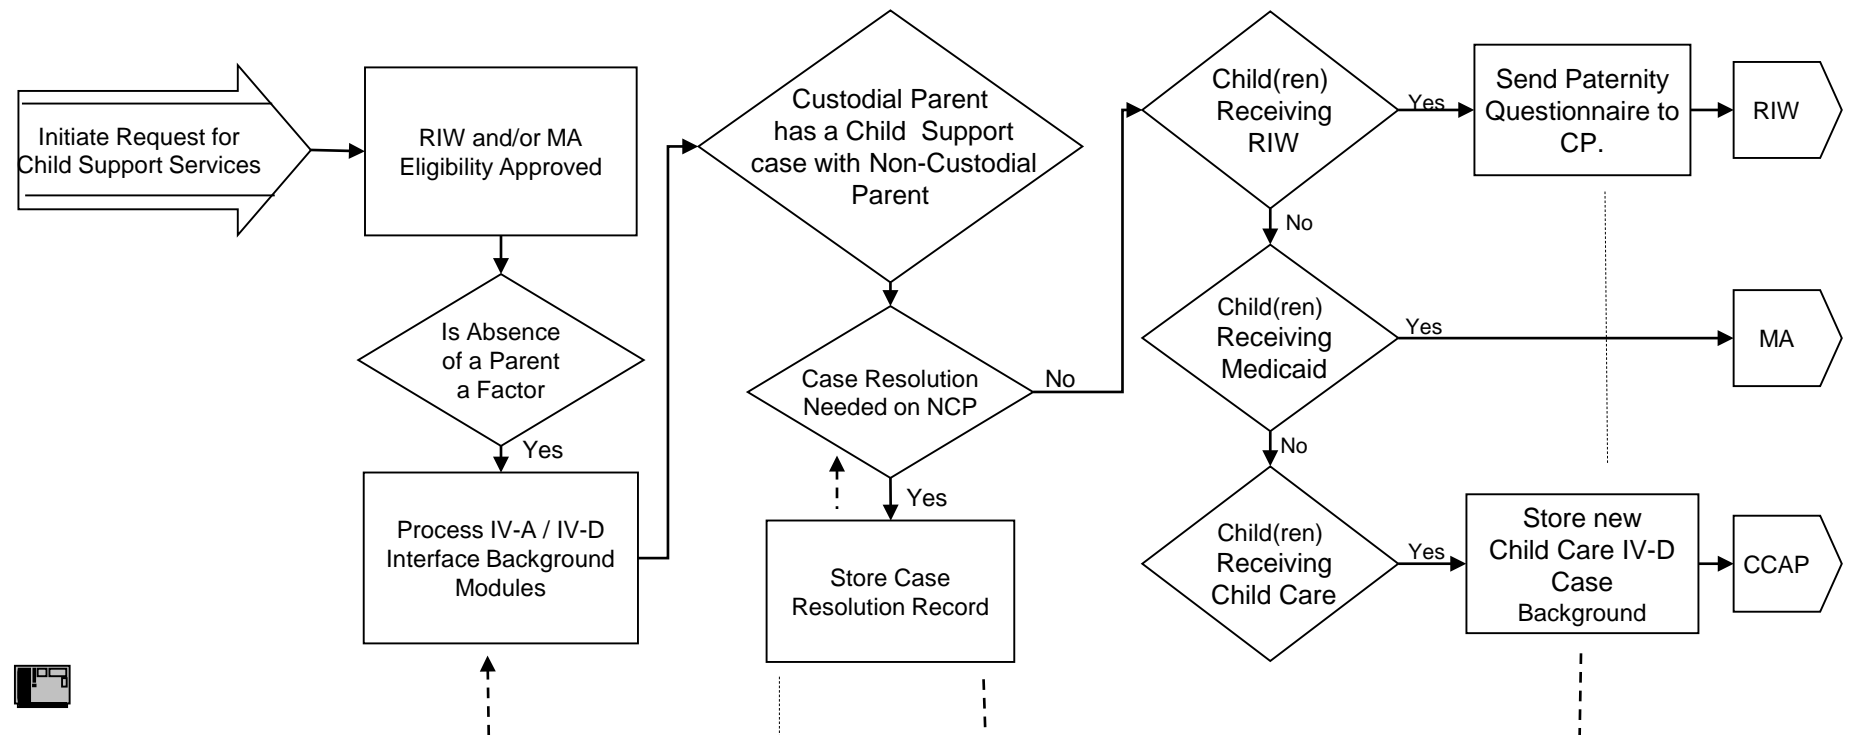 Initiate Request for
Child Support Services
RIW and/or MA
Eligibility Approved
Is Absence
of a Parent
a Factor
Yes
Process IV-A / IV-D
Interface Background
Modules
Custodial Parent
has a Child Support
case with Non-Custodial
Parent
Case Resolution
Needed on NCP
No
Yes
Store Case
Resolution Record
Child(ren)
Receiving
RIW
Yes
No
Send Paternity
Questionnaire to
CP.
RIW
Child(ren)
Receiving
Medicaid
Yes
No
MA
Child(ren)
Receiving
Child Care
Yes
Store new
Child Care IV-D
Case
Background
CCAP